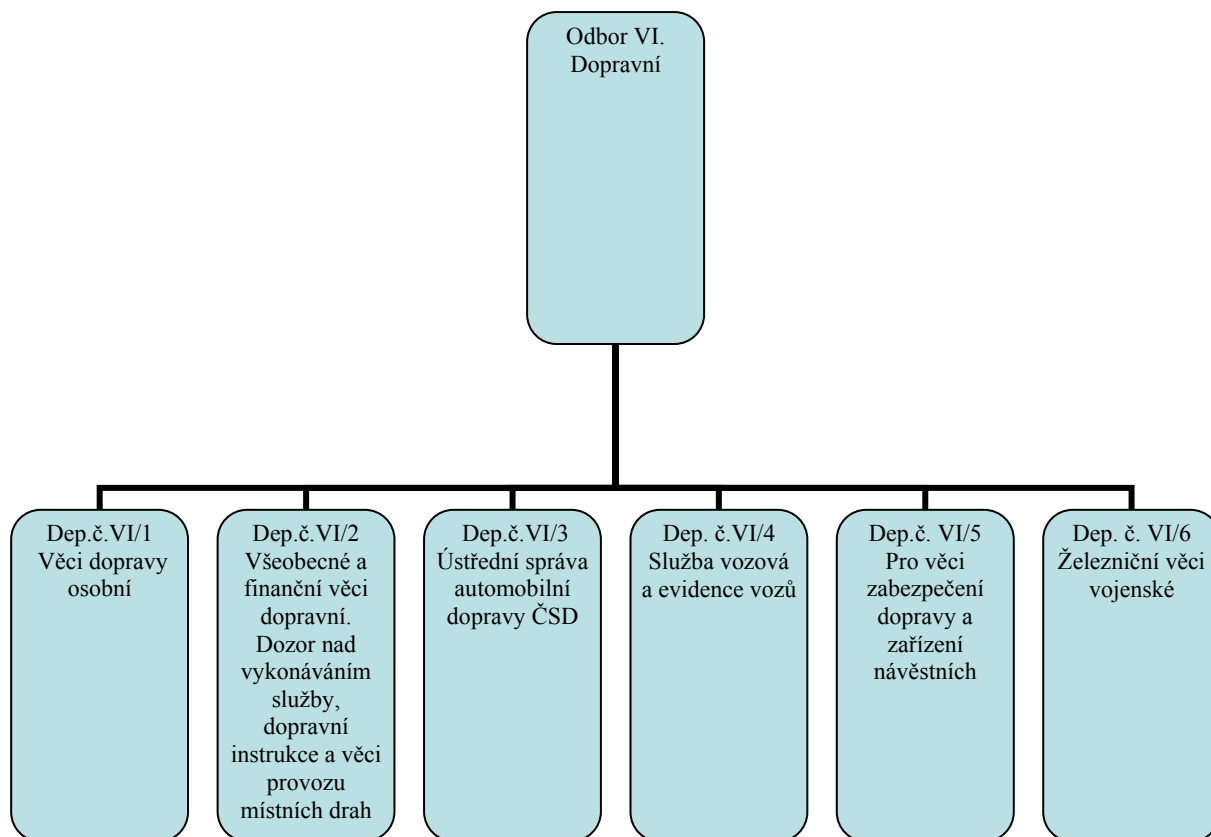 Odbor VI.
Dopravní
Dep.č.VI/1
Věci dopravy
osobní
Dep.č.VI/2
Všeobecné a
finanční věci
dopravní.
Dozor nad
vykonáváním
služby,
dopravní
instrukce a věci
provozu
místních drah
Dep.č.VI/3
Ústřední správa
automobilní
dopravy ČSD
Dep. č.VI/4
Služba vozová
a evidence vozů
Dep.č. VI/5
Pro věci
zabezpečení
dopravy a
zařízení
návěstních
Dep. č. VI/6
Železniční věci
vojenské